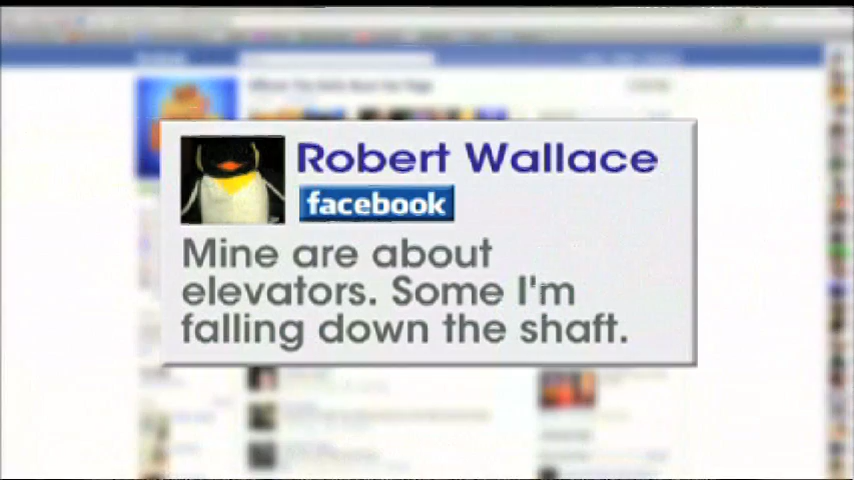 Robert Wallace
facebook
Mine are about
elevators. Some I'm
falling down the shaft.